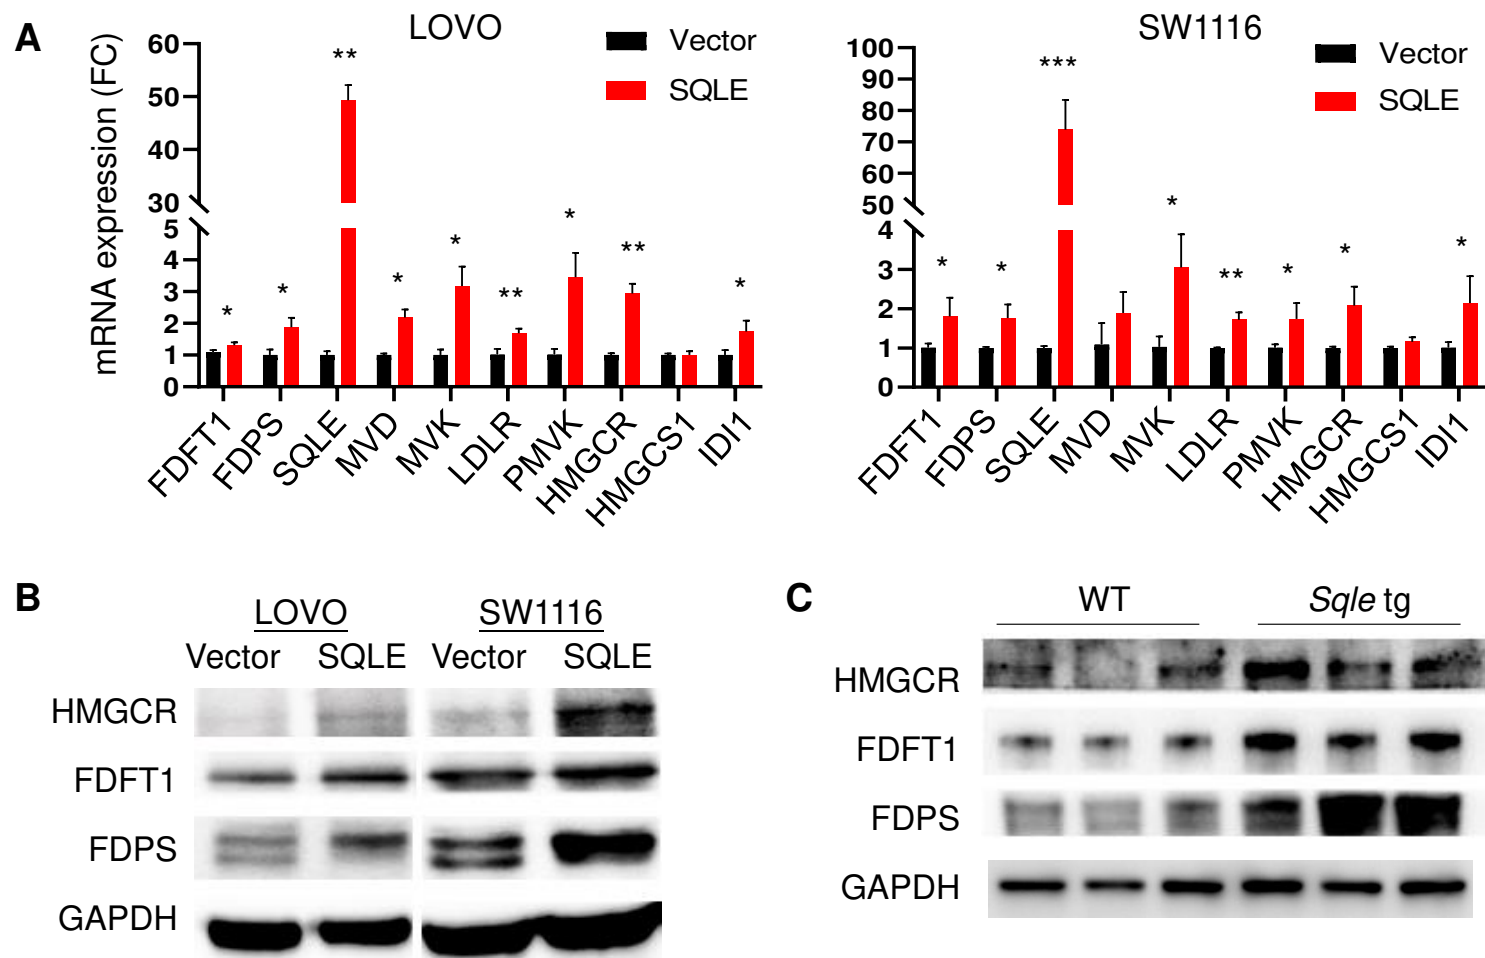 A
LOVO
mRNA expression (FC)
60
50
40
30
5
4
3
2
1
0
**
*
*
*
*
**
*
**
*
Vector
SQLE
FDFT1
FDPS
SQLE
MVD
MVK
LDLR
PMVK
HMGCR
HMGCS1
IDI1
SW1116
100
90
80
70
60
50
4
3
2
1
0
***
*
*
*
**
*
*
*
Vector
SQLE
FDFT1
FDPS
SQLE
MVD
MVK
LDLR
PMVK
HMGCR
HMGCS1
IDI1
B
LOVO SW1116
Vector SQLE Vector SQLE
HMGCR
FDFT1
FDPS
GAPDH
C
WT Sqle tg
HMGCR
FDFT1
FDPS
GAPDH